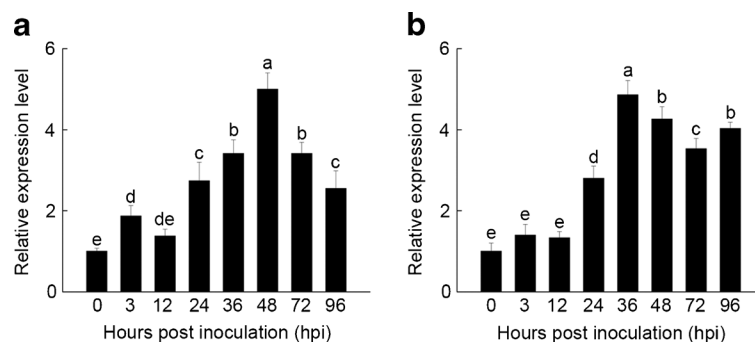 a
Relative expression level
6
4
2
0
e
d
de
c
b
a
b
c
0 3 12 24 36 48 72 96
Hours post inoculation (hpi)
b
Relative expression level
6
4
2
0
e
e
e
d
a
b
c
b
0 3 12 24 36 48 72 96
Hours post inoculation (hpi)